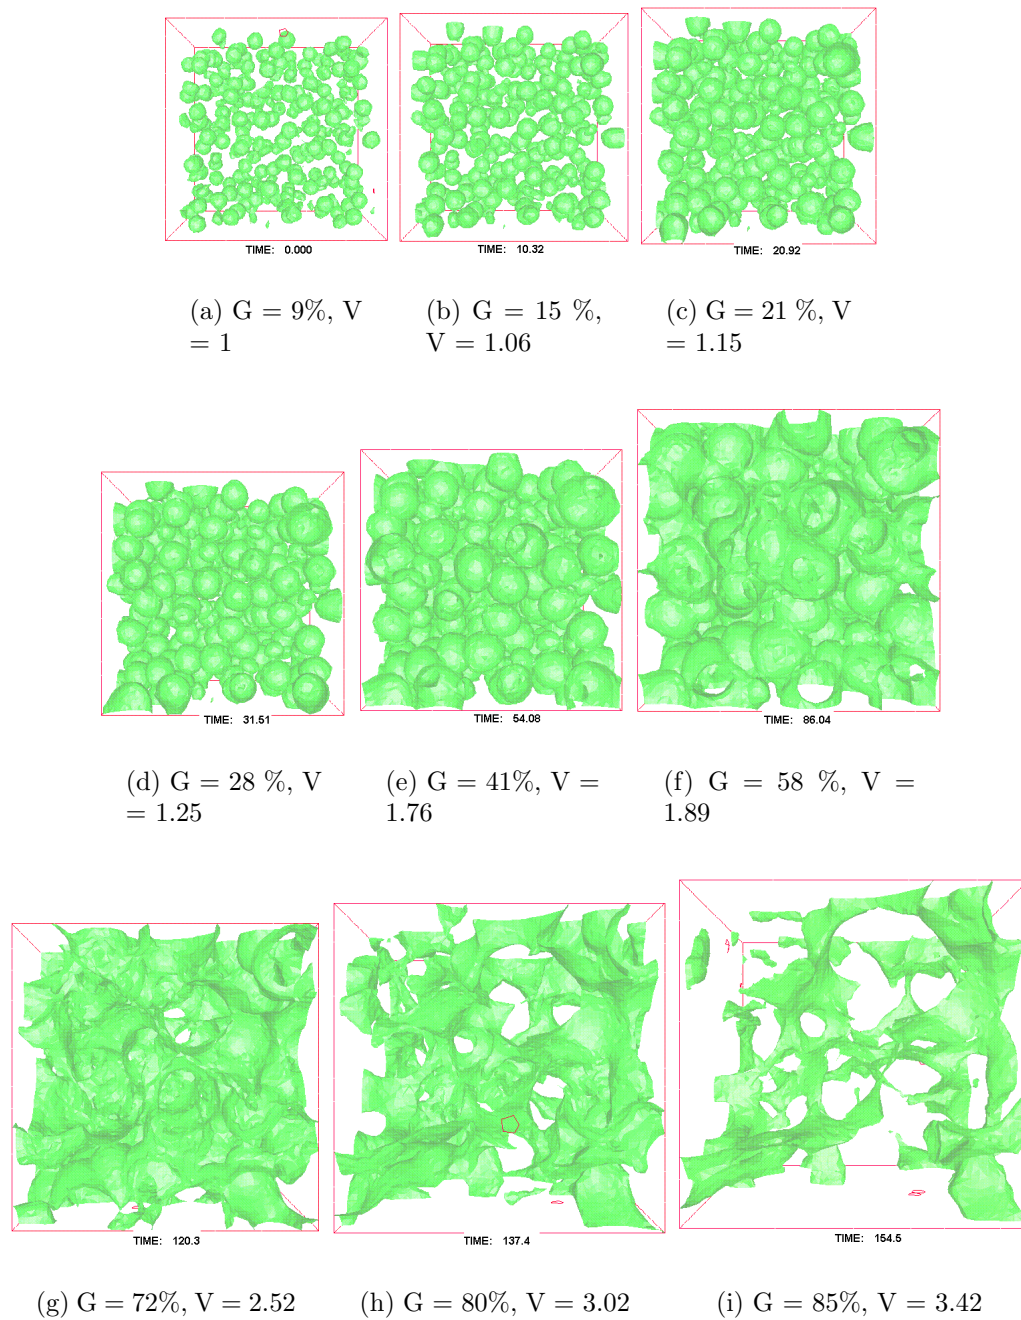 TIME: 0.000
TIME: 10.32
TIME: 20.92
(a) G = 9%, V
= 1
(b) G = 15 %,
V = 1.06
(c) G = 21 %, V
= 1.15
TIME: 31.51
TIME: 54.08
TIME: 86.04
(d) G = 28 %, V
= 1.25
(e) G = 41%, V =
1.76
(f) G = 58 %, V =
1.89
TIME: 120.3
TIME: 137.4
TIME: 154.5
(g) G = 72%, V = 2.52
(h) G = 80%, V = 3.02
(i) G = 85%, V = 3.42